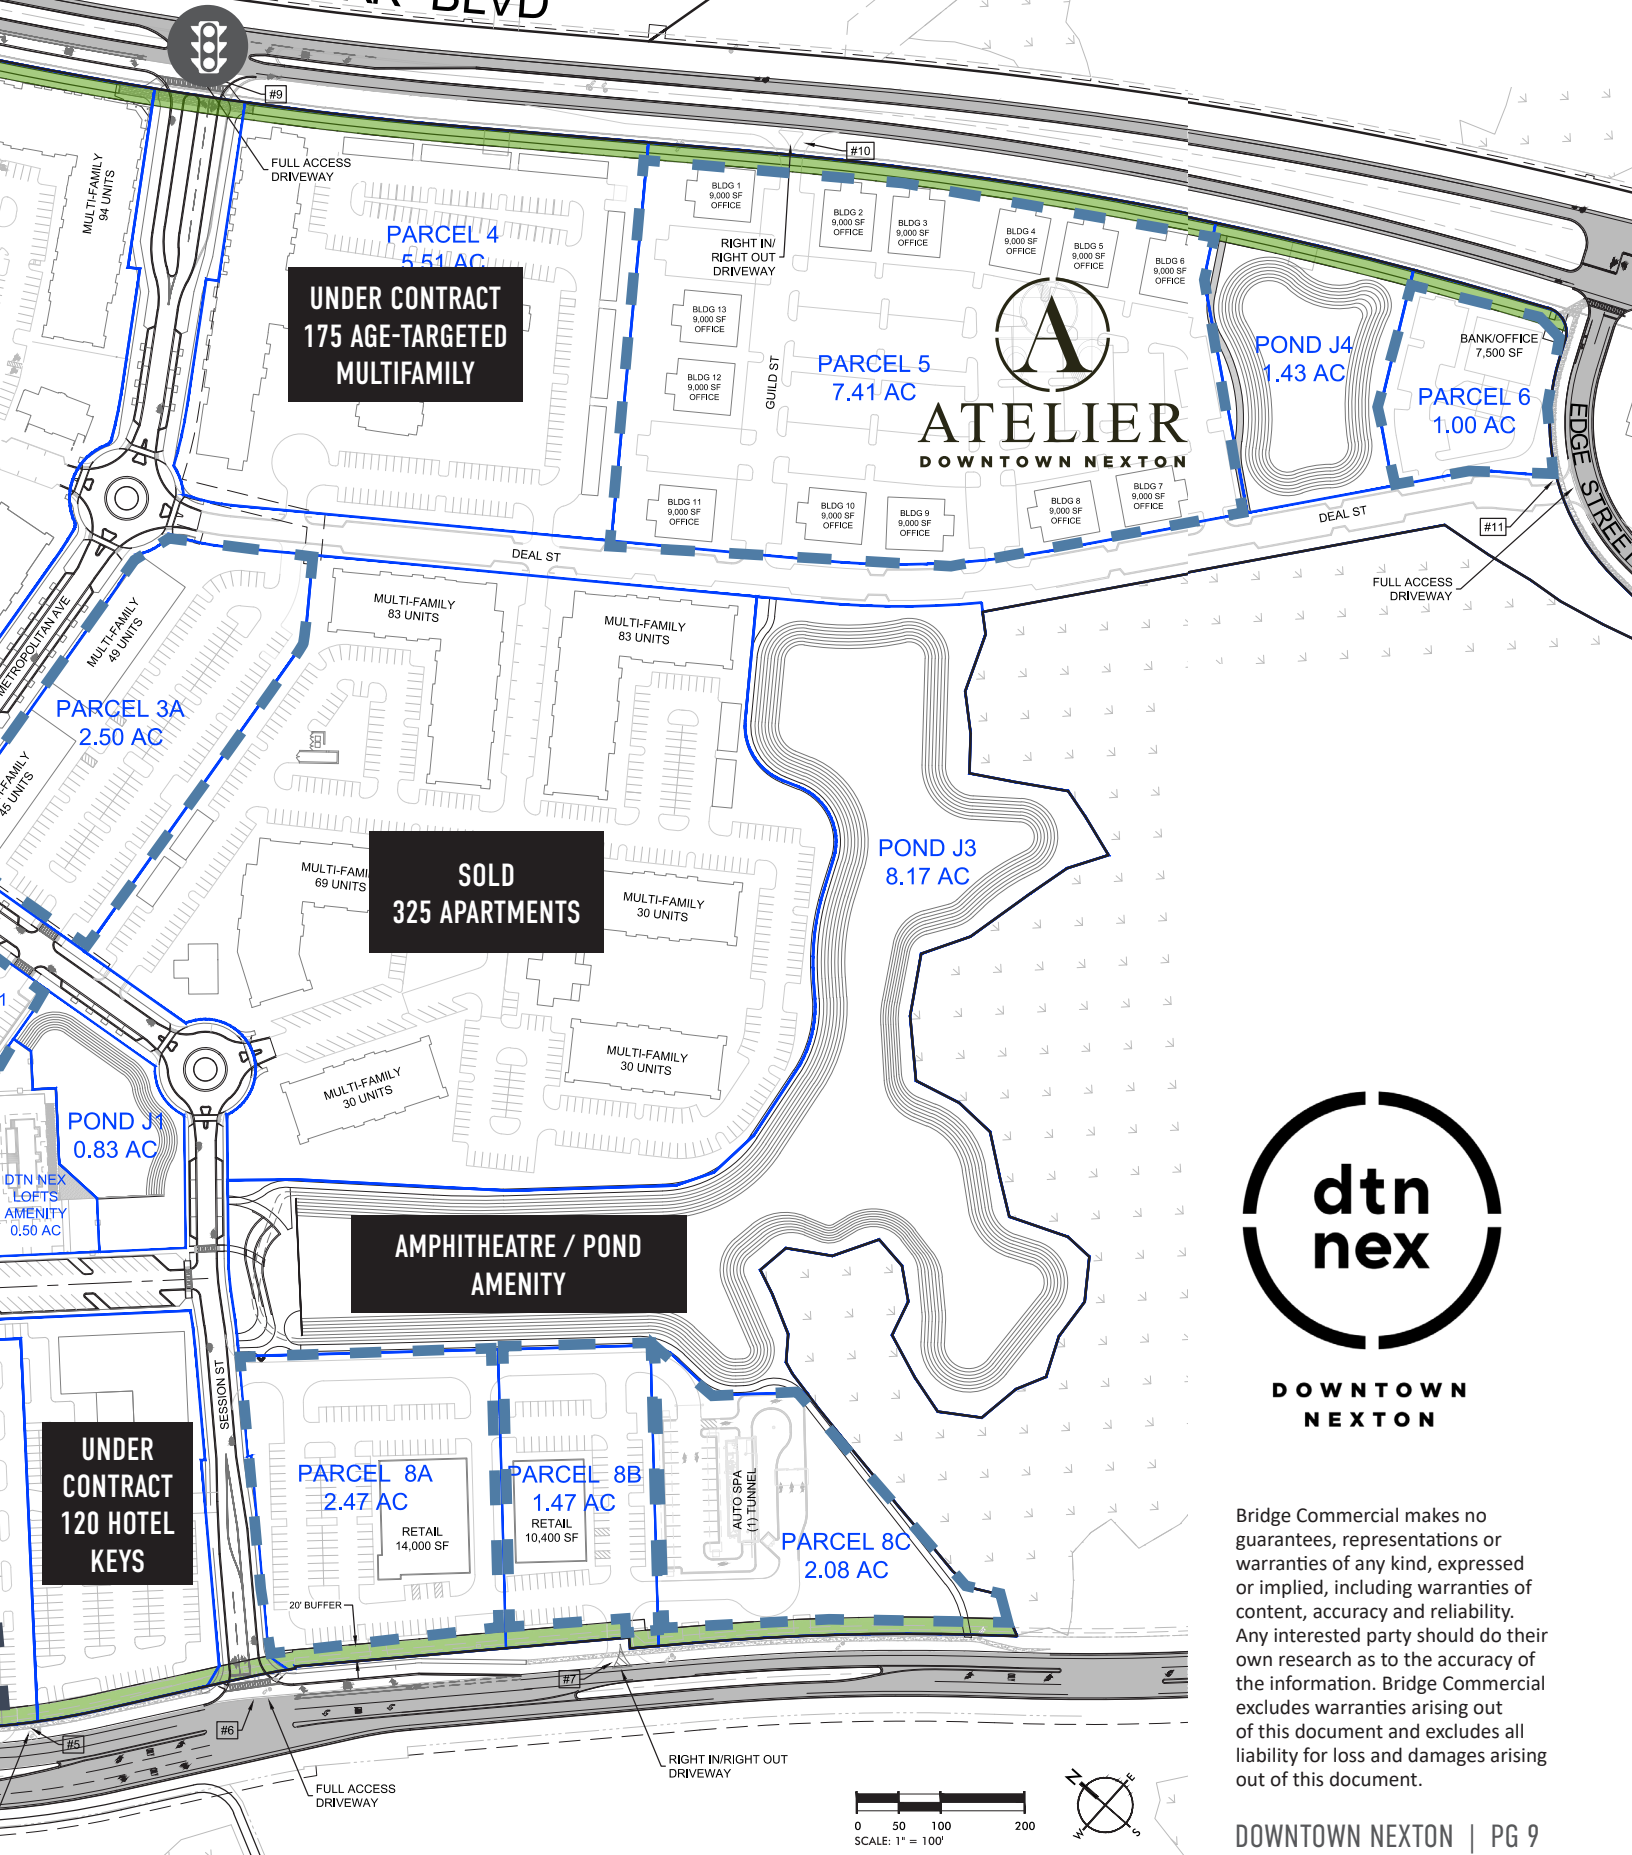 BLVD
#9
FULL ACCESS
DRIVEWAY
MULTI-FAMILY
94 UNITS
PARCEL 4
5.51 AC
UNDER CONTRACT
175 AGE-TARGETED
MULTIFAMILY
#10
RIGHT IN/
RIGHT OUT
DRIVEWAY
BLDG 1
9,000 SF
OFFICE
BLDG 2
9,000 SF
OFFICE
BLDG 3
9,000 SF
OFFICE
BLDG 4
9,000 SF
OFFICE
BLDG 5
9,000 SF
OFFICE
BLDG 6
9,000 SF
OFFICE
BLDG 13
9,000 SF
OFFICE
BLDG 12
9,000 SF
OFFICE
GUILD ST
PARCEL 5
7.41 AC
A
ATELIER
DOWNTOWN NEXTON
POND J4
1.43 AC
BANK/OFFICE
7,500 SF
PARCEL 6
1.00 AC
EDGE STREET
BLDG 11
9,000 SF
OFFICE
BLDG 10
9,000 SF
OFFICE
BLDG 9
9,000 SF
OFFICE
BLDG 8
9,000 SF
OFFICE
BLDG 7
9,000 SF
OFFICE
DEAL ST
DEAL ST
#11
FULL ACCESS
DRIVEWAY
METROPOLITAN AVE
MULTI-FAMILY
49 UNITS
MULTI-FAMILY
83 UNITS
MULTI-FAMILY
83 UNITS
PARCEL 3A
2.50 AC
-FAMILY
45 UNITS
POND J3
8.17 AC
MULTI-FAMI
69 UNITS
SOLD
325 APARTMENTS
MULTI-FAMILY
30 UNITS
MULTI-FAMILY
30 UNITS
MULTI-FAMILY
30 UNITS
1
POND J1
0.83 AC
DTN NEX
LOFTS
AMENITY
0.50 AC
AMPHITHEATRE / POND
AMENITY
SESSION ST
UNDER
CONTRACT
120 HOTEL
KEYS
PARCEL 8A
2.47 AC
RETAIL
14,000 SF
PARCEL 8B
1.47 AC
RETAIL
10,400 SF
AUTO SPA
(1) TUNNEL
PARCEL 8C
2.08 AC
20' BUFFER
#7
#6
#5
RIGHT IN/RIGHT OUT
DRIVEWAY
FULL ACCESS
DRIVEWAY
0 50 100 200
SCALE: 1" = 100'
N
E
W
S
dtn
nex
DOWNTOWN
NEXTON
Bridge Commercial makes no
guarantees, representations or
warranties of any kind, expressed
or implied, including warranties of
content, accuracy and reliability.
Any interested party should do their
own research as to the accuracy of
the information. Bridge Commercial
excludes warranties arising out
of this document and excludes all
liability for loss and damages arising
out of this document.
DOWNTOWN NEXTON | PG 9